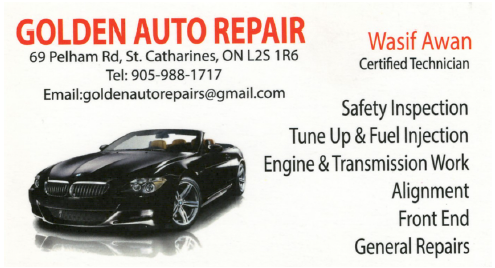 GOLDEN AUTO REPAIR
69 Pelham Rd, St. Catharines, ON L2S 1R6
Tel: 905-988-1717
Email:goldenautorepairs@gmail.com
Wasif Awan
Certified Technician
Safety Inspection
Tune Up & Fuel Injection
Engine & Transmission Work
Alignment
Front End
General Repairs